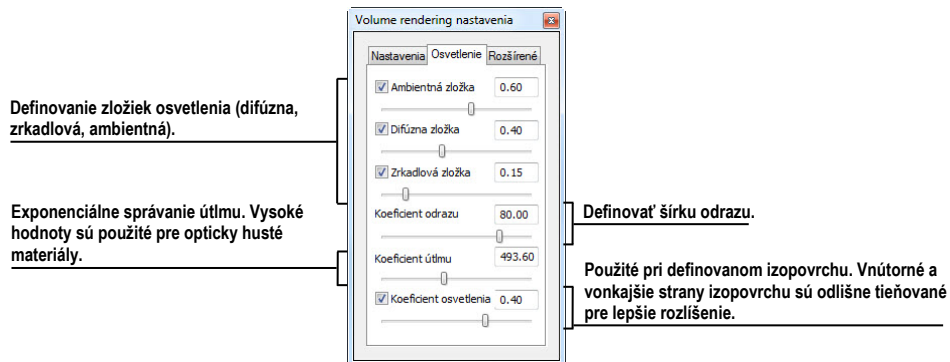 Volume rendering nastavenia
Nastavenia Osvetlenie Rozšírené
Ambientná zložka 0.60
Difúzna zložka 0.40
Zrkadlová zložka 0.15
Koeficient odrazu 80.00
Koeficient útlmu 493.60
Koeficient osvetlenia 0.40
Definovanie zložiek osvetlenia (difúzna,
zrkadlová, ambientná).
Exponenciálne správanie útlmu. Vysoké
hodnoty sú použité pre opticky husté
materiály.
Definovať šírku odrazu.
Použité pri definovanom izopovrchu. Vnútorné a
vonkajšie strany izopovrchu sú odlišne tieňované
pre lepšie rozlíšenie.